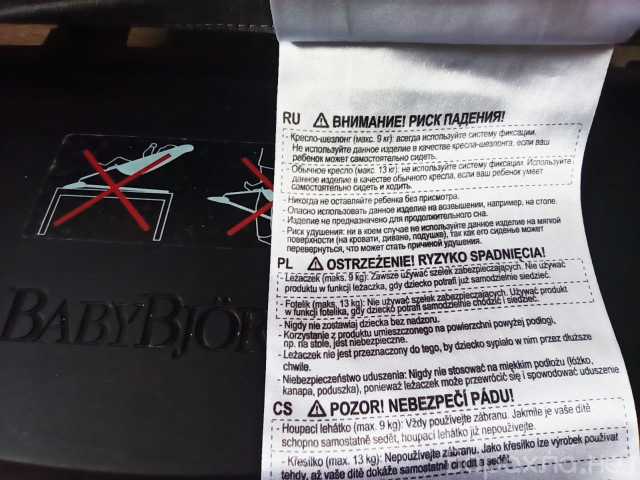 RU ⚠ ВНИМАНИЕ! РИСК ПАДЕНИЯ!
- Кресло-шезлонг (макс. 9 кг): всегда используйте систему фиксации.
Не используйте данное изделие в качестве кресла-шезлонга, если ваш
ребенок может самостоятельно сидеть.
- Обычное кресло (макс. 13 кг): не используйте систему фиксации. Используйте
данное изделие в качестве обычного кресла, если ваш ребенок умеет
самостоятельно сидеть и ходить.
- Никогда не оставляйте ребенка без присмотра.
- Опасно использовать данное изделие на возвышении, например, на столе.
- Изделие не предназначено для продолжительного сна.
- Риск удушения: ни в коем случае не используйте данное изделие на мягкой
поверхности (на кровати, диване, подушке), так как его сиденье может
перевернуться, что может стать причиной удушения.
PL ⚠ OSTRZEŻENIE! RYZYKO SPADNIĘCIA!
- Leżaczek (maks. 9 kg): Zawsze używać szelek zabezpieczających. Nie używać
produktu w funkcji leżaczka, gdy dziecko potrafi już samodzielnie siedzieć.
- Fotelik (maks. 13 kg): Nie używać szelek zabezpieczających. Używać produkt
w funkcji fotelika, gdy dziecko potrafi samodzielnie chodzić i siedzieć.
- Nigdy nie zostawiaj dziecka bez nadzoru.
- Korzystanie z produktu umieszczonego na powierzchni powyżej podłogi,
np. na stole, jest niebezpieczne.
- Leżaczek nie jest przeznaczony do tego, by dziecko sypiało w nim przez dłuższe
chwile.
- Niebezpieczeństwo uduszenia: Nigdy nie stosować na miękkim podłożu (łóżko,
kanapa, poduszka), ponieważ leżaczek może przewrócić się i spowodować uduszenie
CS ⚠ POZOR! NEBEZPEČÍ PÁDU!
- Houpací lehátko (max. 9 kg): Vždy používejte zábranu. Jakmile je vaše dítě
schopno samostatně sedět, houpací lehátko již nepoužívejte.
- Křesílko (max. 13 kg): Nepoužívejte zábranu. Jako křesílko lze výrobek používat
tehdy, až vaše dítě dokáže samostatně chodit a sedět.
BABYBJÖR